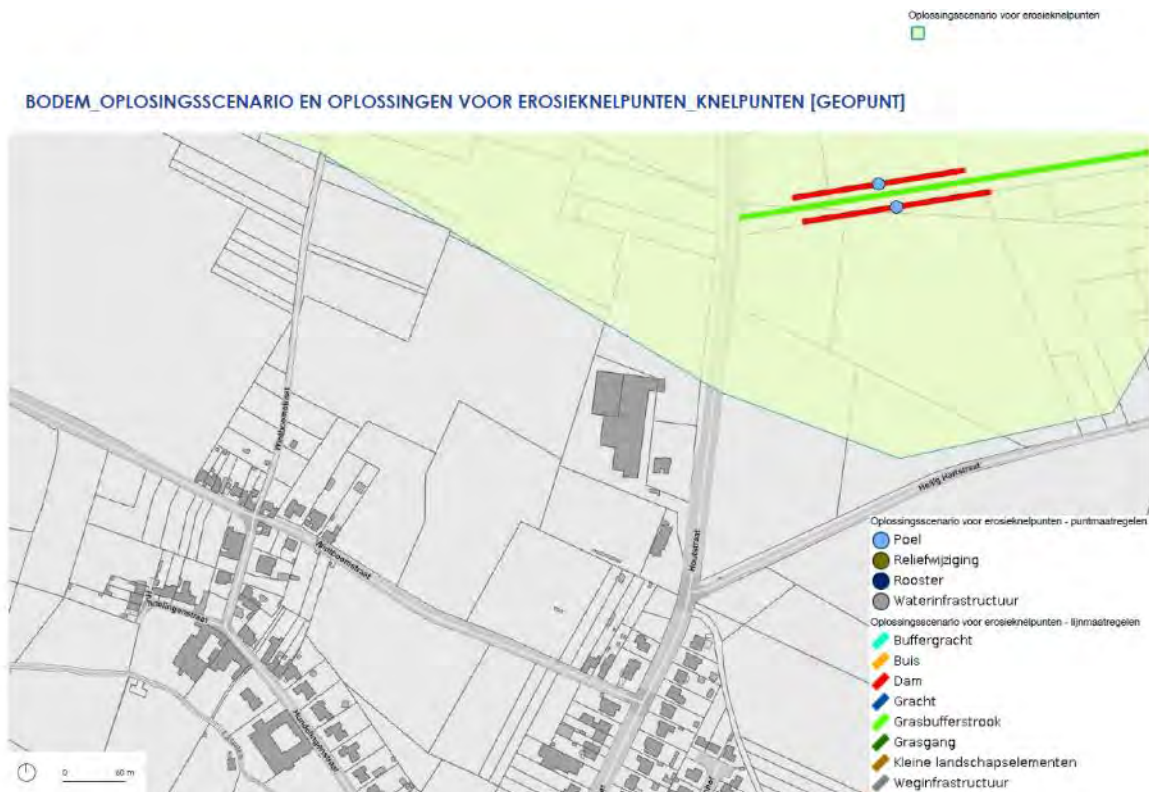 Oplossingsscenario voor erosieknelpunten
BODEM_OPLOSINGSSCENARIO EN OPLOSSINGEN VOOR EROSIEKNELPUNTEN_KNELPUNTEN [GEOPUNT]
Heilig Hartstraat
Houtstraat
Oplossingsscenario voor erosieknelpunten - puntmaatregelen
Poel
Reliefwijziging
Rooster
Waterinfrastructuur
Oplossingsscenario voor erosieknelpunten - lijnmaatregelen
Buffergracht
Buis
Dam
Gracht
Grasbufferstrook
Grasgang
Kleine landschapselementen
Weginfrastructuur
0 60 m